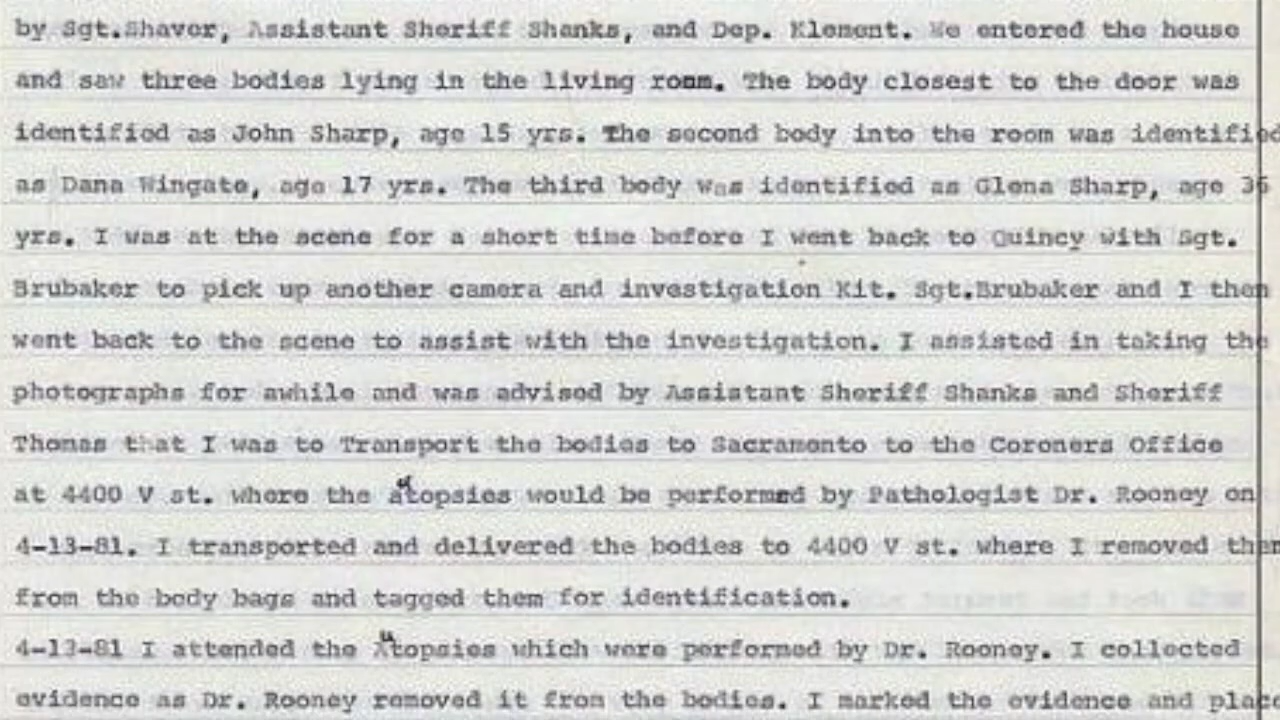 by Sgt.Shaver, Assistant Sheriff Shanks, and Dep. Klement. We entered the house
and saw three bodies lying in the living room. The body closest to the door was
identified as John Sharp, age 15 yrs. The second body into the room was identified
as Dana Wingate, age 17 yrs. The third body was identified as Glena Sharp, age 36
yrs. I was at the scene for a short time before I went back to Quincy with Sgt.
Brubaker to pick up another camera and investigation Kit. Sgt.Brubaker and I then
went back to the scene to assist with the investigation. I assisted in taking the
photographs for awhile and was advised by Assistant Sheriff Shanks and Sheriff
Thomas that I was to Transport the bodies to Sacramento to the Coroners Office
at 4400 V st. where the autopsies would be performed by Pathologist Dr. Rooney on
4-13-81. I transported and delivered the bodies to 4400 V st. where I removed them
from the body bags and tagged them for identification.
4-13-81 I attended the Autopsies which were performed by Dr. Rooney. I collected
evidence as Dr. Rooney removed it from the bodies. I marked the evidence and place